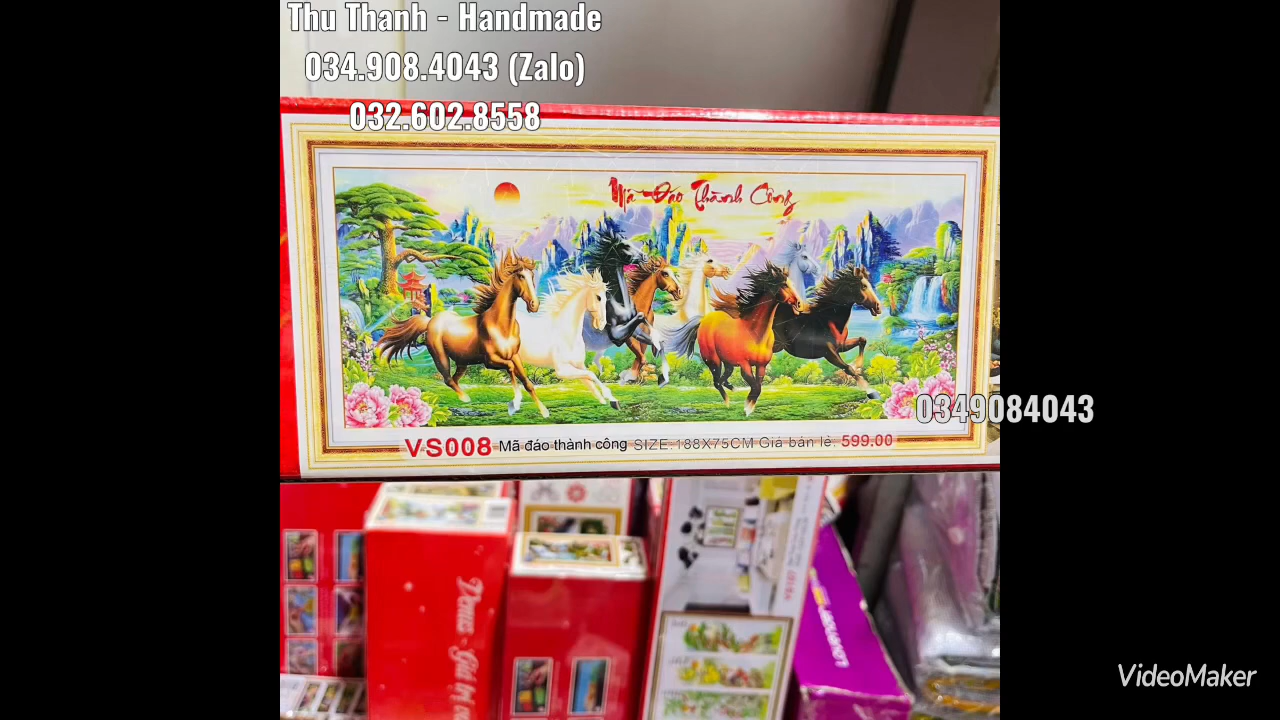 Thu Thanh - Handmade
034.908.4043 (Zalo)
032.602.8558
Mã Đáo Thành Công
0349084043
VS008 Mã đáo thành công SIZE:188X75CM Giá bán lẻ: 599.00
VideoMaker